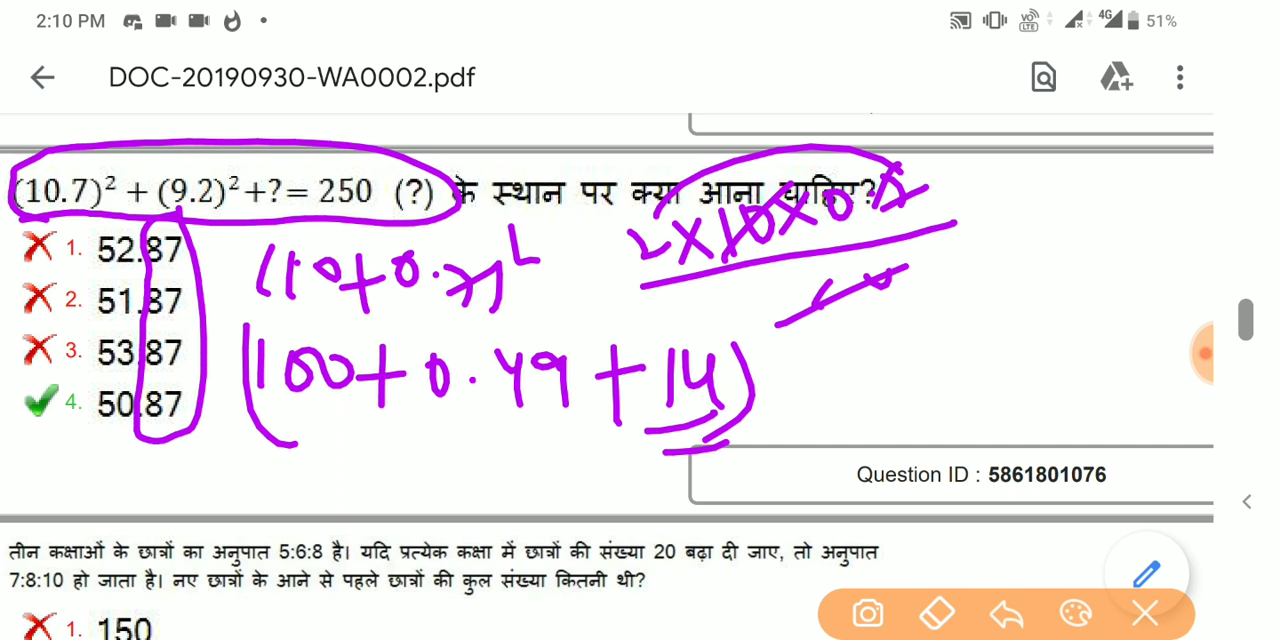 2:10 PM
VO LTE 4G 51%
DOC-20190930-WA0002.pdf
(10.7)² + (9.2)² +? = 250 (?) के स्थान पर क्या आना चाहिए?
2×10×0.7
1. 52.87
(10+0.7)²
2. 51.87
3. 53.87
(100+0.49+14)
4. 50.87
Question ID : 5861801076
तीन कक्षाओं के छात्रों का अनुपात 5:6:8 है। यदि प्रत्येक कक्षा में छात्रों की संख्या 20 बढ़ा दी जाए, तो अनुपात
7:8:10 हो जाता है। नए छात्रों के आने से पहले छात्रों की कुल संख्या कितनी थी?
1. 150